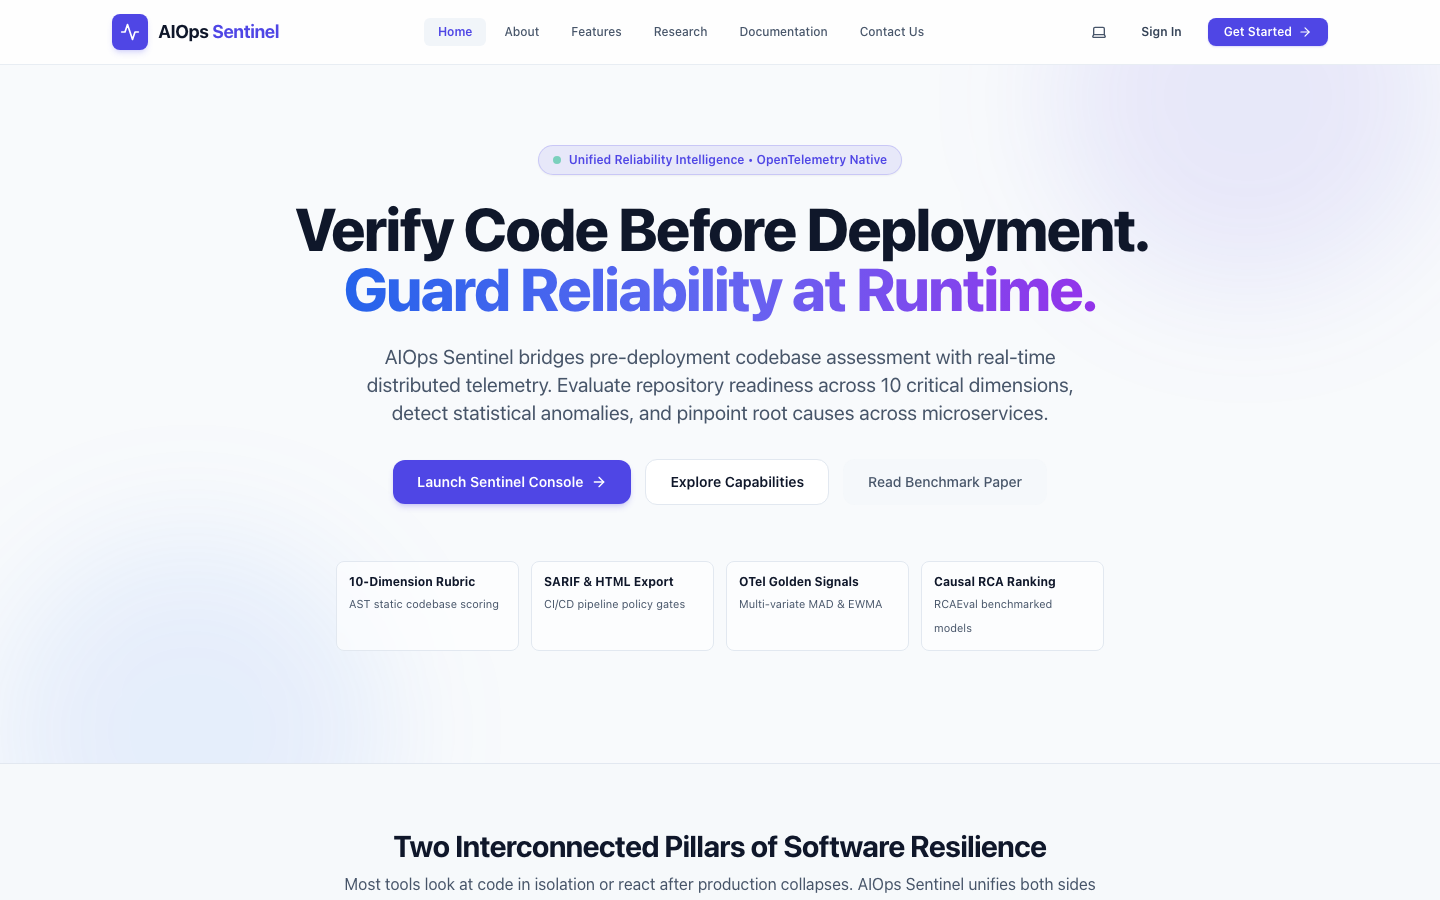 AIOps Sentinel
Home
About
Features
Research
Documentation
Contact Us
Sign In
Get Started
Unified Reliability Intelligence • OpenTelemetry Native
Verify Code Before Deployment.
Guard Reliability at Runtime.
AIOps Sentinel bridges pre-deployment codebase assessment with real-time
distributed telemetry. Evaluate repository readiness across 10 critical dimensions,
detect statistical anomalies, and pinpoint root causes across microservices.
Launch Sentinel Console
Explore Capabilities
Read Benchmark Paper
10-Dimension Rubric
AST static codebase scoring
SARIF & HTML Export
CI/CD pipeline policy gates
OTel Golden Signals
Multi-variate MAD & EWMA
Causal RCA Ranking
RCAEval benchmarked
models
Two Interconnected Pillars of Software Resilience
Most tools look at code in isolation or react after production collapses. AIOps Sentinel unifies both sides